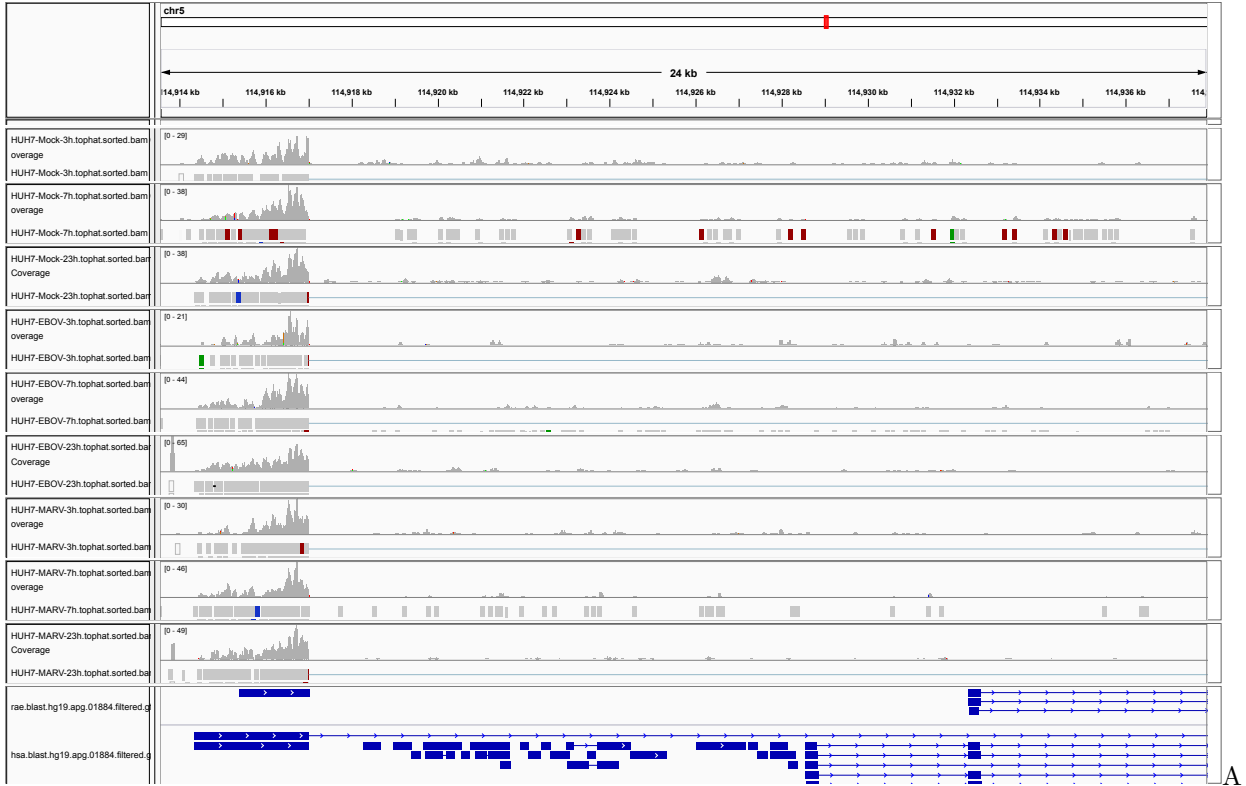 chr5
24 kb
114,914 kb 114,916 kb 114,918 kb 114,920 kb 114,922 kb 114,924 kb 114,926 kb 114,928 kb 114,930 kb 114,932 kb 114,934 kb 114,936 kb 114,
HUH7-Mock-3h.tophat.sorted.bam [0 - 29]
overage
HUH7-Mock-3h.tophat.sorted.bam
HUH7-Mock-7h.tophat.sorted.bam [0 - 38]
overage
HUH7-Mock-7h.tophat.sorted.bam
HUH7-Mock-23h.tophat.sorted.bar [0 - 38]
Coverage
HUH7-Mock-23h.tophat.sorted.bar
HUH7-EBOV-3h.tophat.sorted.bam [0 - 21]
overage
HUH7-EBOV-3h.tophat.sorted.bam
HUH7-EBOV-7h.tophat.sorted.bam [0 - 44]
overage
HUH7-EBOV-7h.tophat.sorted.bam
HUH7-EBOV-23h.tophat.sorted.bar [0 - 65]
Coverage
HUH7-EBOV-23h.tophat.sorted.bar
HUH7-MARV-3h.tophat.sorted.bam [0 - 30]
overage
HUH7-MARV-3h.tophat.sorted.bam
HUH7-MARV-7h.tophat.sorted.bam [0 - 46]
overage
HUH7-MARV-7h.tophat.sorted.bam
HUH7-MARV-23h.tophat.sorted.ba [0 - 49]
Coverage
HUH7-MARV-23h.tophat.sorted.ba
rae.blast.hg19.apg.01884.filtered.gt
hsa.blast.hg19.apg.01884.filtered.g
A